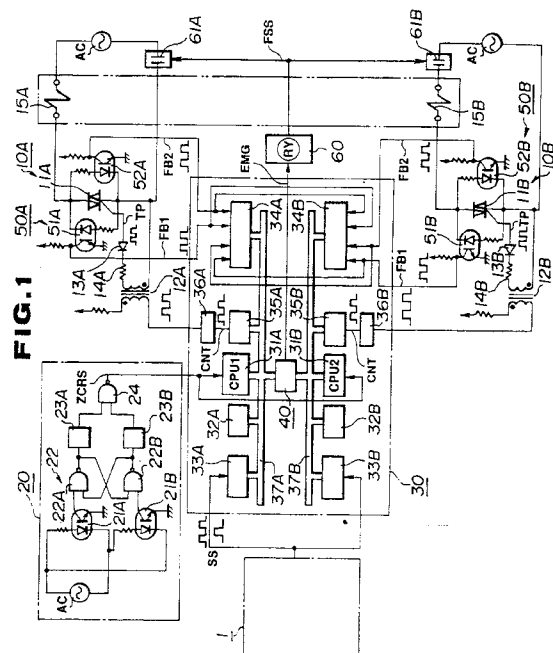 FIG.1
20
AC
22A
22
21A
23A
24
ZCRS
22B
23B
21B
50A
51A
10A
11A
52A
13A
14A
TP
12A
15A
AC
61A
FB2
FB1
36A
CNT
35A
34A
31A
CPU1
32A
33A
37A
40
EMG
60
RY
FSS
SS
37B
33B
32B
CPU2
31B
35B
CNT
36B
34B
30
1
FB1
FB2
15B
61B
AC
51B
52B
50B
11B
10B
13B
TP
14B
12B